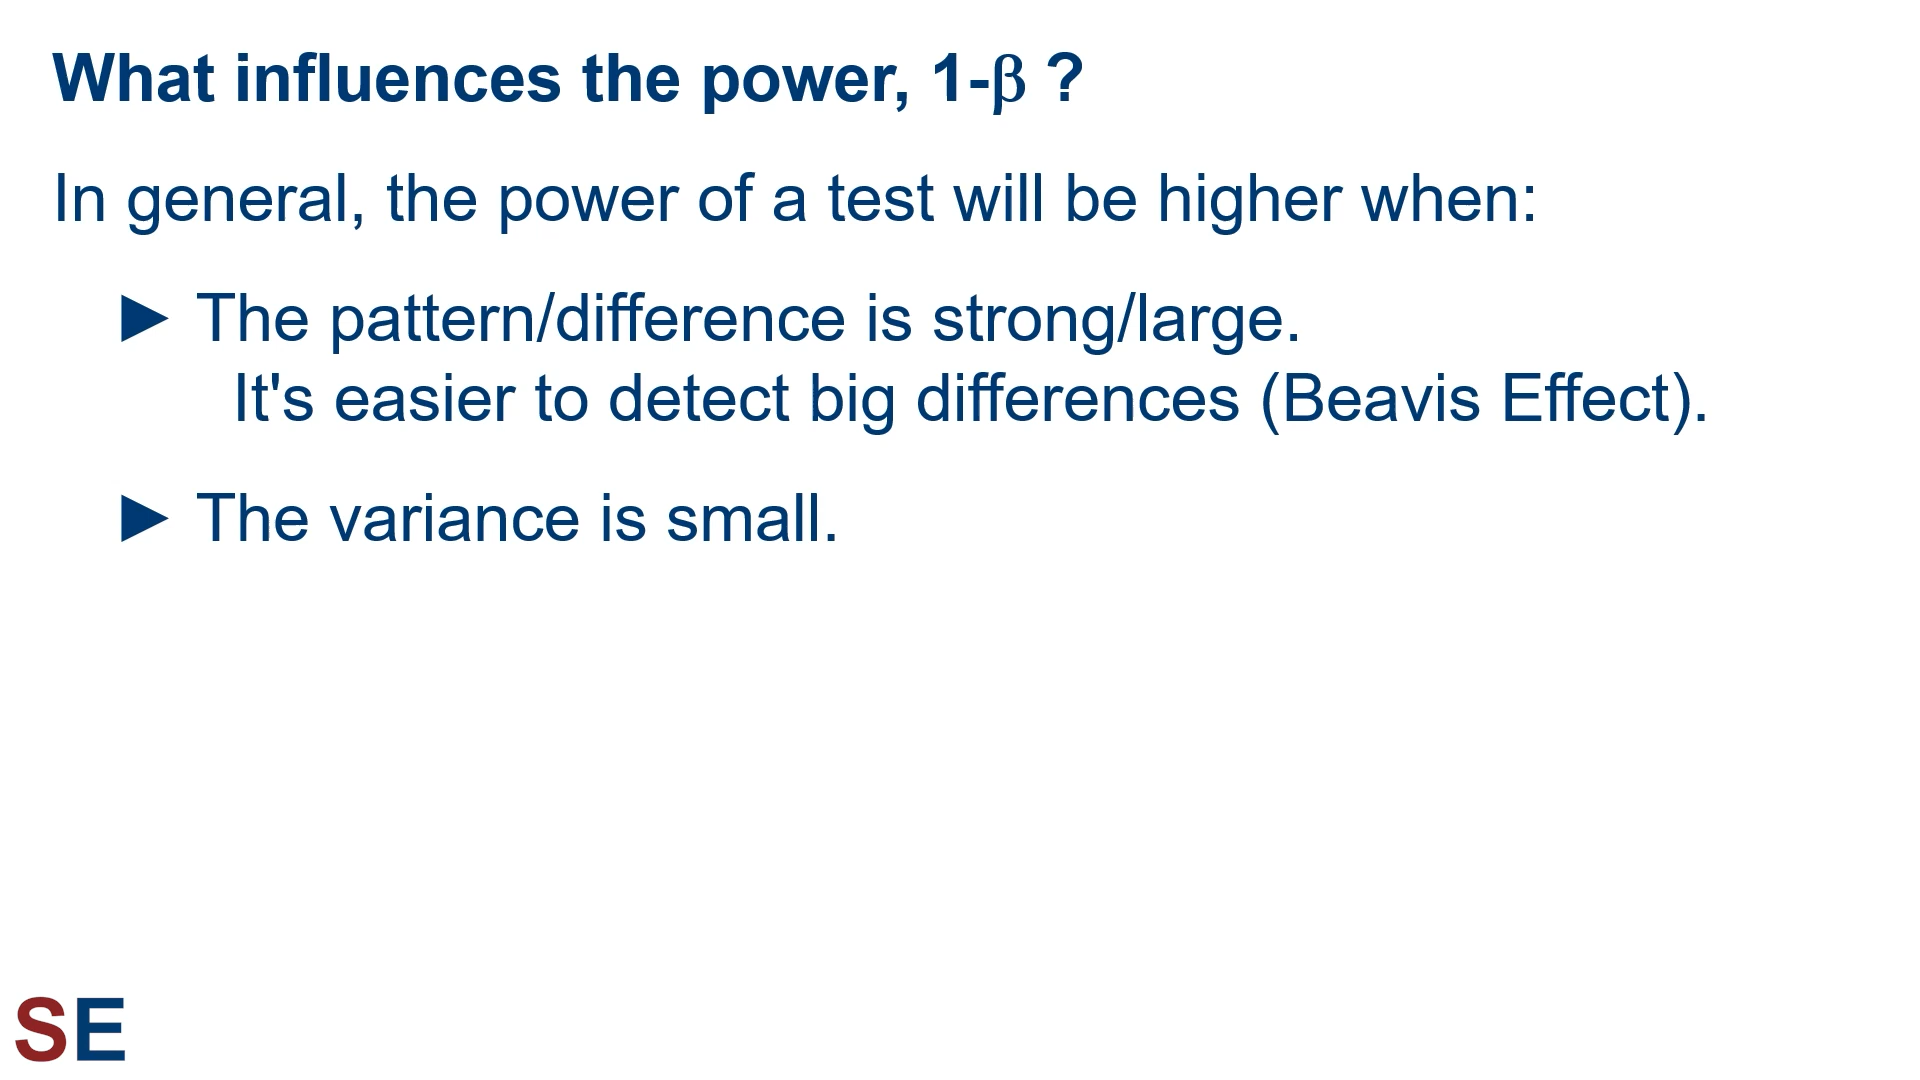 What influences the power, 1-β ?
In general, the power of a test will be higher when:
► The pattern/difference is strong/large.
It's easier to detect big differences (Beavis Effect).
► The variance is small.
SE